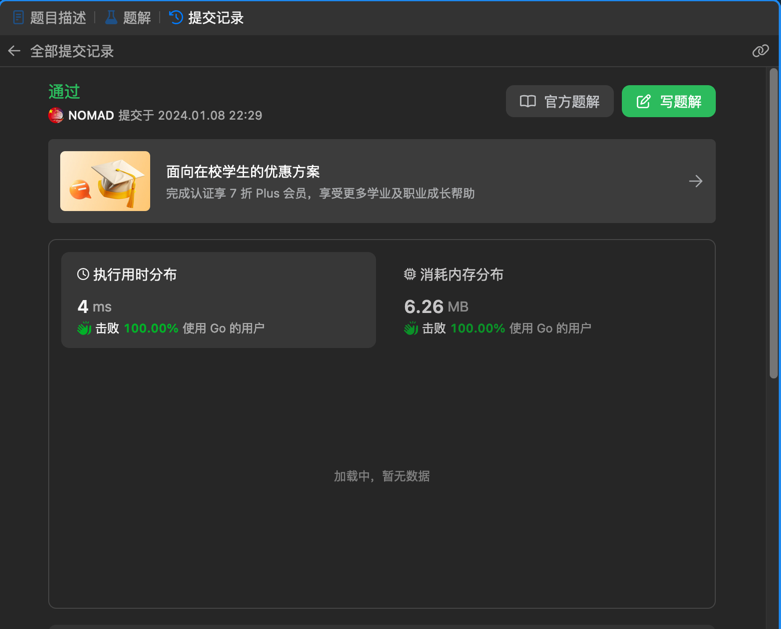 题目描述 题解 提交记录
全部提交记录
通过
NOMAD 提交于 2024.01.08 22:29
官方题解
写题解
面向在校学生的优惠方案
完成认证享 7 折 Plus 会员，享受更多学业及职业成长帮助
执行用时分布
4 ms
击败 100.00% 使用 Go 的用户
消耗内存分布
6.26 MB
击败 100.00% 使用 Go 的用户
加载中，暂无数据